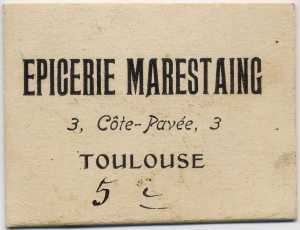 EPICERIE MARESTAING
3, Côte-Pavée, 3
TOULOUSE
5 c